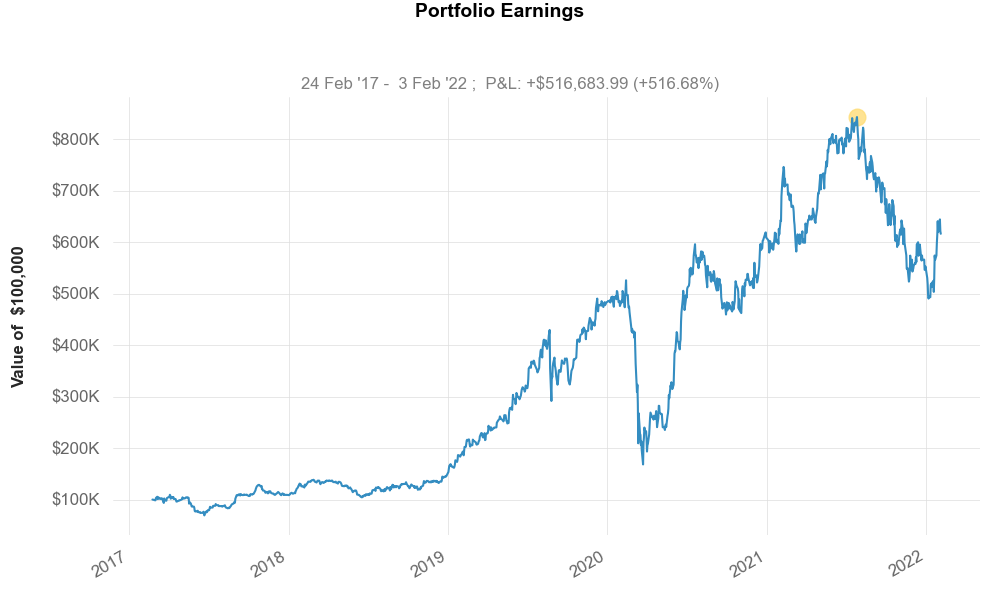 Portfolio Earnings
24 Feb '17 -  3 Feb '22 ;  P&L: +$516,683.99 (+516.68%)
Value of  $100,000
$800K
$700K
$600K
$500K
$400K
$300K
$200K
$100K
2017
2018
2019
2020
2021
2022